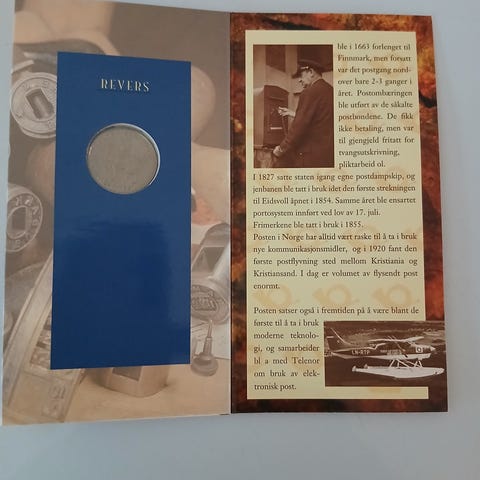 REVERS
ble i 1663 forlenget til
Finnmark, men forsatt
var det postgang nord-
over bare 2-3 ganger i
året. Postombæringen
ble utført av de såkalte
postbøndene. De fikk
ikke betaling, men var
til gjengjeld fritatt for
tvangsutskrivning,
pliktarbeid ol.
I 1827 satte staten igang egne postdampskip, og
jenbanen ble tatt i bruk idet den første strekningen
til Eidsvoll åpnet i 1854. Samme året ble ensartet
portosystem innført ved lov av 17. juli.
Frimerkene ble tatt i bruk i 1855.
Posten i Norge har alltid vært raske til å ta i bruk
nye kommunikasjonsmidler, og i 1920 fant den
første postflyvning sted mellom Kristiania og
Kristiansand. I dag er volumet av flysendt post
enormt.
Posten satser også i fremtiden på å være blant de
første til å ta i bruk
moderne teknolo-
gi, og samarbeider
bl a med Telenor
om bruk av elek-
tronisk post.
LN-RTP